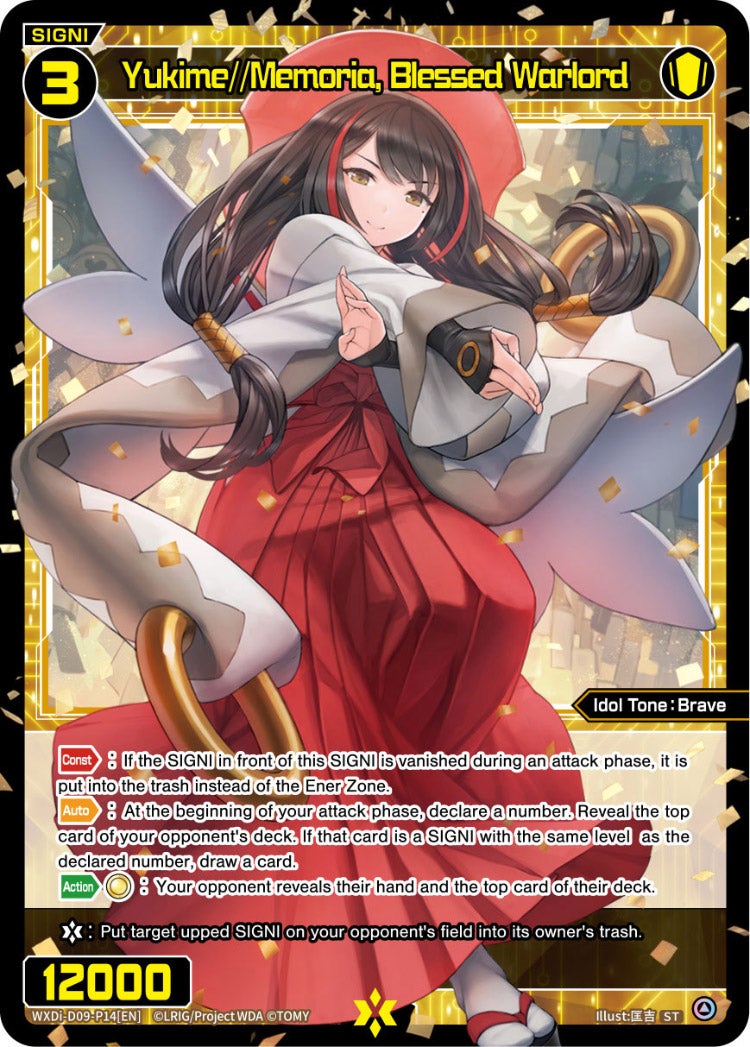 SIGNI
3
Yukime//Memoria, Blessed Warlord
Idol Tone:Brave
Const : If the SIGNI in front of this SIGNI is vanished during an attack phase, it is
put into the trash instead of the Ener Zone.
Auto : At the beginning of your attack phase, declare a number. Reveal the top
card of your opponent's deck. If that card is a SIGNI with the same level as the
declared number, draw a card.
Action : Your opponent reveals their hand and the top card of their deck.
: Put target upped SIGNI on your opponent's field into its owner's trash.
12000
WXDi-D09-P14[EN] ©LRIG/Project WDA ©TOMY
Illust:匡吉 ST